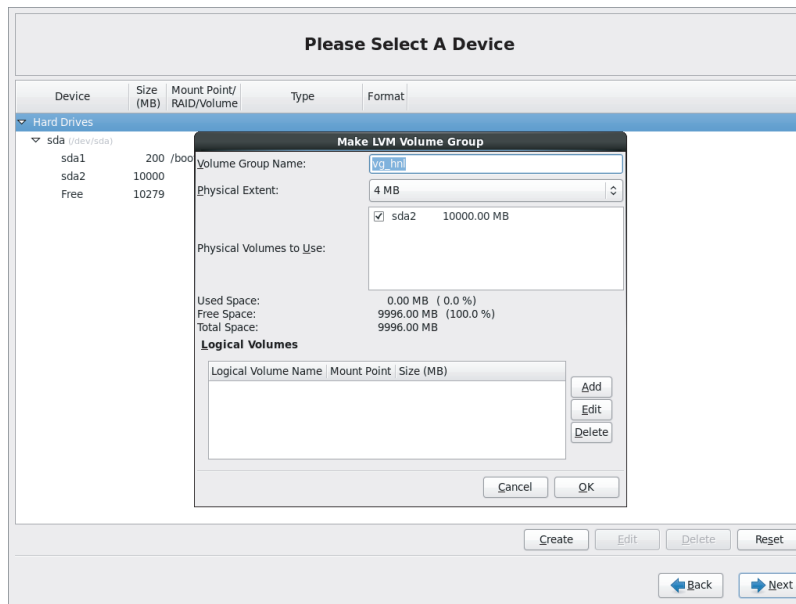 Please Select A Device
Device Size (MB) Mount Point/ RAID/Volume Type Format
Hard Drives
sda (/dev/sda)
sda1 200 /boo
sda2 10000
Free 10279
Make LVM Volume Group
Volume Group Name: vg_hnl
Physical Extent: 4 MB
sda2 10000.00 MB
Physical Volumes to Use:
Used Space: 0.00 MB ( 0.0 %)
Free Space: 9996.00 MB (100.0 %)
Total Space: 9996.00 MB
Logical Volumes
Logical Volume Name Mount Point Size (MB)
Add
Edit
Delete
Cancel OK
Create Edit Delete Reset
Back Next